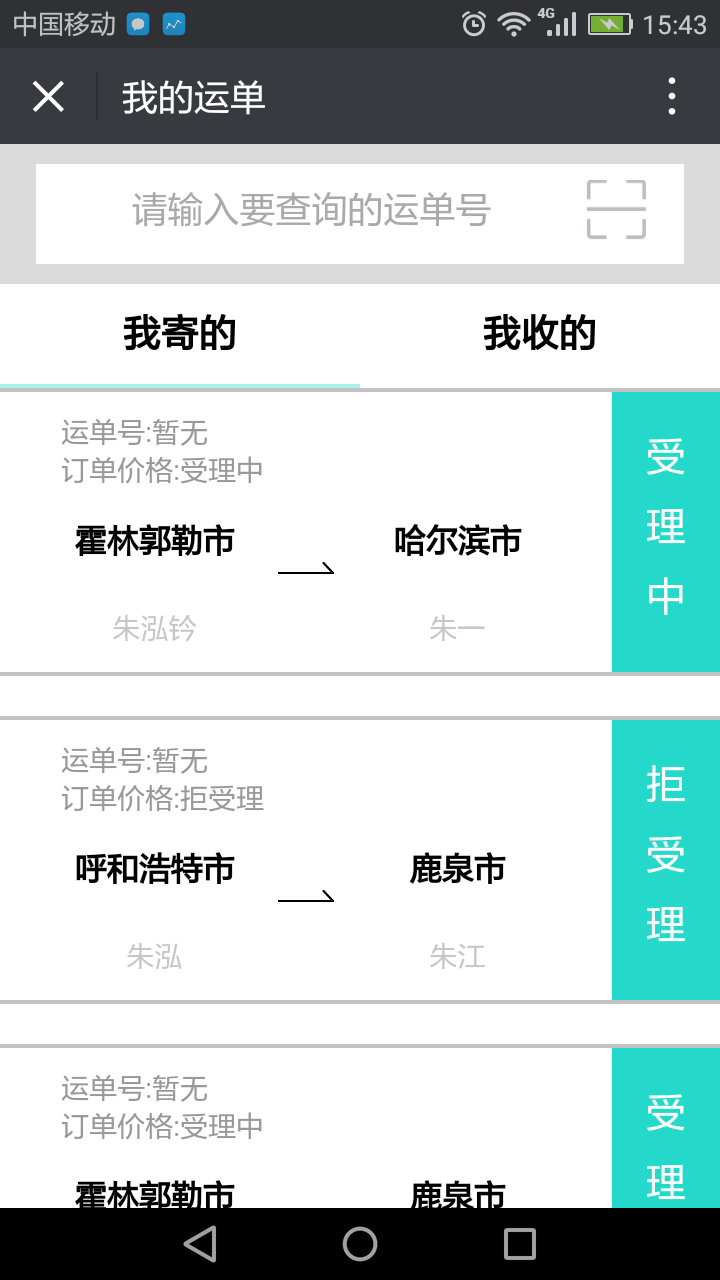 中国移动 4G 15:43
我的运单
请输入要查询的运单号
我寄的 我收的
运单号:暂无
订单价格:受理中
霍林郭勒市 哈尔滨市
朱泓钤 朱一
受理中
运单号:暂无
订单价格:拒受理
呼和浩特市 鹿泉市
朱泓 朱江
拒受理
运单号:暂无
订单价格:受理中
霍林郭勒市 鹿泉市
受理